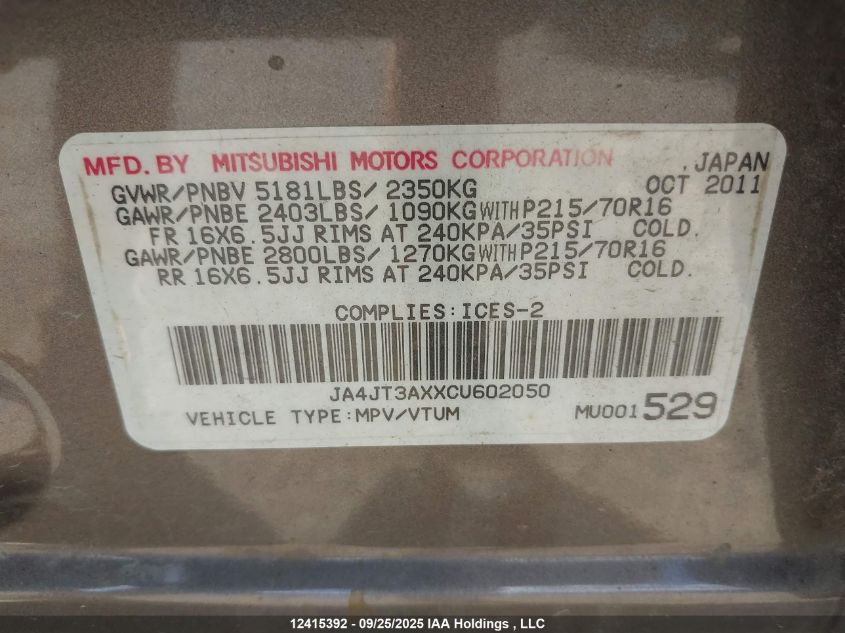 MFD. BY MITSUBISHI MOTORS CORPORATION , JAPAN
GVWR/PNBV 5181LBS/ 2350KG OCT 2011
GAWR/PNBE 2403LBS/ 1090KG WITH P215/70R16
FR 16X6.5JJ RIMS AT 240KPA/35PSI COLD.
GAWR/PNBE 2800LBS/ 1270KG WITH P215/70R16
RR 16X6.5JJ RIMS AT 240KPA/35PSI COLD.
COMPLIES:ICES-2
JA4JT3AXXCU602050
VEHICLE TYPE:MPV/VTUM MU001 529
12415392 - 09/25/2025 IAA Holdings , LLC